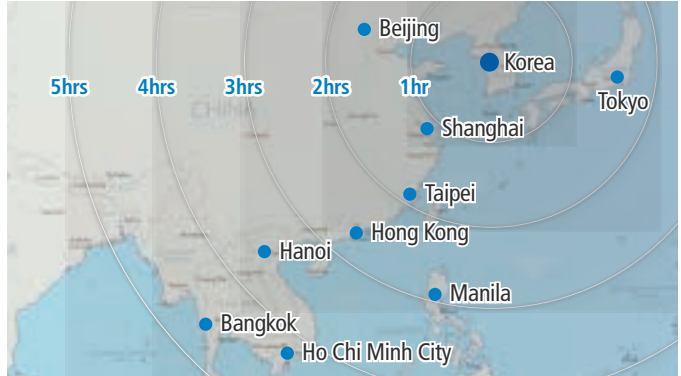 Beijing
Korea
5hrs
4hrs
3hrs
2hrs
1hr
Tokyo
CHINA
Shanghai
Taipei
Hong Kong
Hanoi
Manila
Bangkok
Ho Chi Minh City